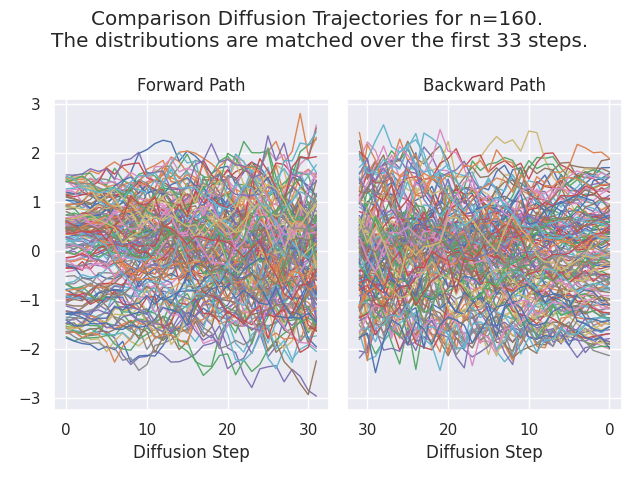 Comparison Diffusion Trajectories for n=160.
The distributions are matched over the first 33 steps.
Forward Path
Backward Path
3
2
1
0
−1
−2
−3
0
10
20
30
30
20
10
0
Diffusion Step
Diffusion Step